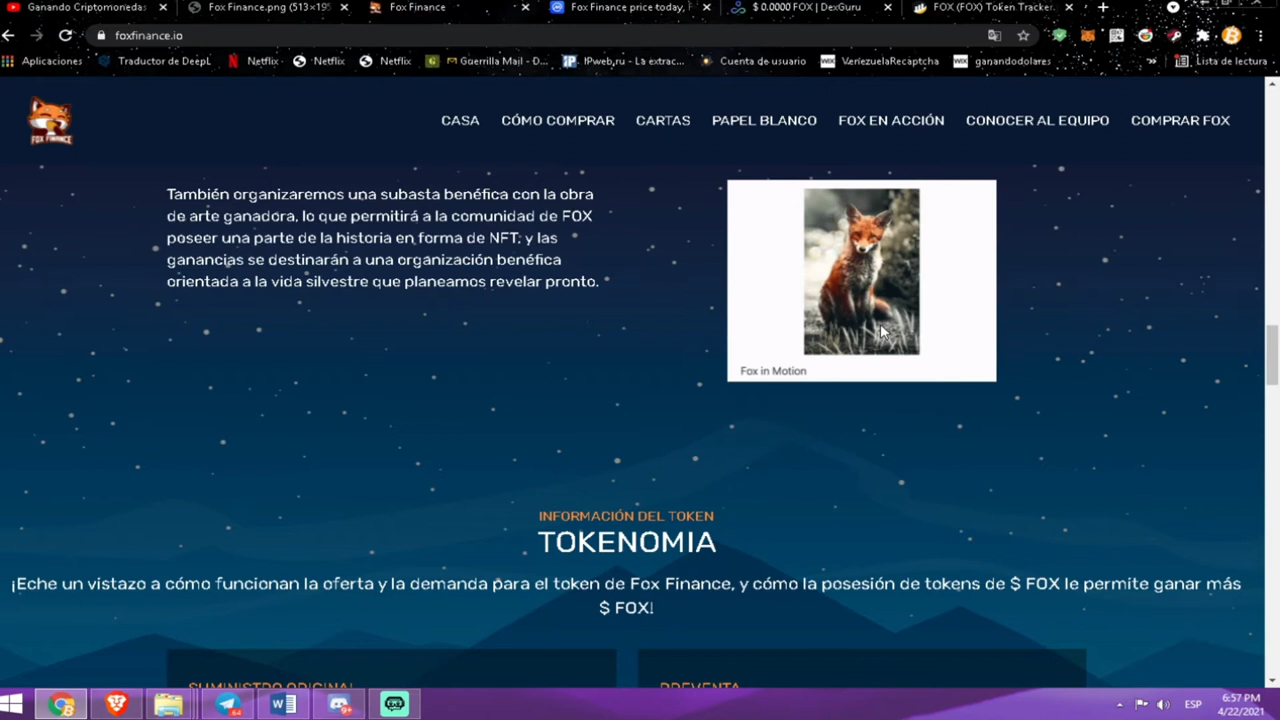 Ganando Criptomonedas
Fox Finance.png (513×195
Fox Finance
Fox Finance price today,
$ 0.0000 FOX | DexGuru
FOX (FOX) Token Tracker
foxfinance.io
Aplicaciones
Traductor de DeepL
Netflix
Netflix
Netflix
Guerrilla Mail - D...
IPweb.ru - La extrac...
Cuenta de usuario
VenezuelaRecaptcha
ganandodolares
Lista de lectura
FOX FINANCE
CASA
CÓMO COMPRAR
CARTAS
PAPEL BLANCO
FOX EN ACCIÓN
CONOCER AL EQUIPO
COMPRAR FOX
También organizaremos una subasta benéfica con la obra
de arte ganadora, lo que permitirá a la comunidad de FOX
poseer una parte de la historia en forma de NFT, y las
ganancias se destinarán a una organización benéfica
orientada a la vida silvestre que planeamos revelar pronto.
Fox in Motion
INFORMACIÓN DEL TOKEN
TOKENOMIA
¡Eche un vistazo a cómo funcionan la oferta y la demanda para el token de Fox Finance, y cómo la posesión de tokens de $ FOX le permite ganar más
$ FOX!
SUMINISTRO ORIGINAL
PREVENTA
ESP
6:57 PM
4/22/2021